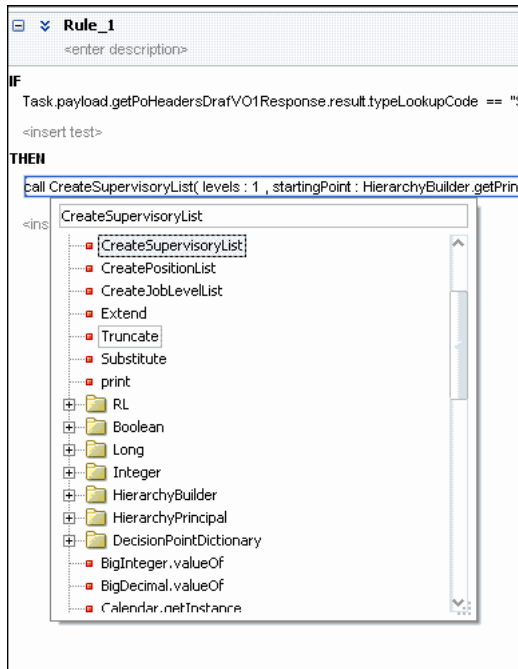 Rule_1
<enter description>
IF
Task.payload.getPoHeadersDrafVO1Response.result.typeLookupCode == "S
<insert test>
THEN
call CreateSupervisoryList( levels : 1 , startingPoint : HierarchyBuilder.getPrin
<ins
CreateSupervisoryList
CreateSupervisoryList
CreatePositionList
CreateJobLevelList
Extend
Truncate
Substitute
print
RL
Boolean
Long
Integer
HierarchyBuilder
HierarchyPrincipal
DecisionPointDictionary
BigInteger.valueOf
BigDecimal.valueOf
Calendar.getInstance